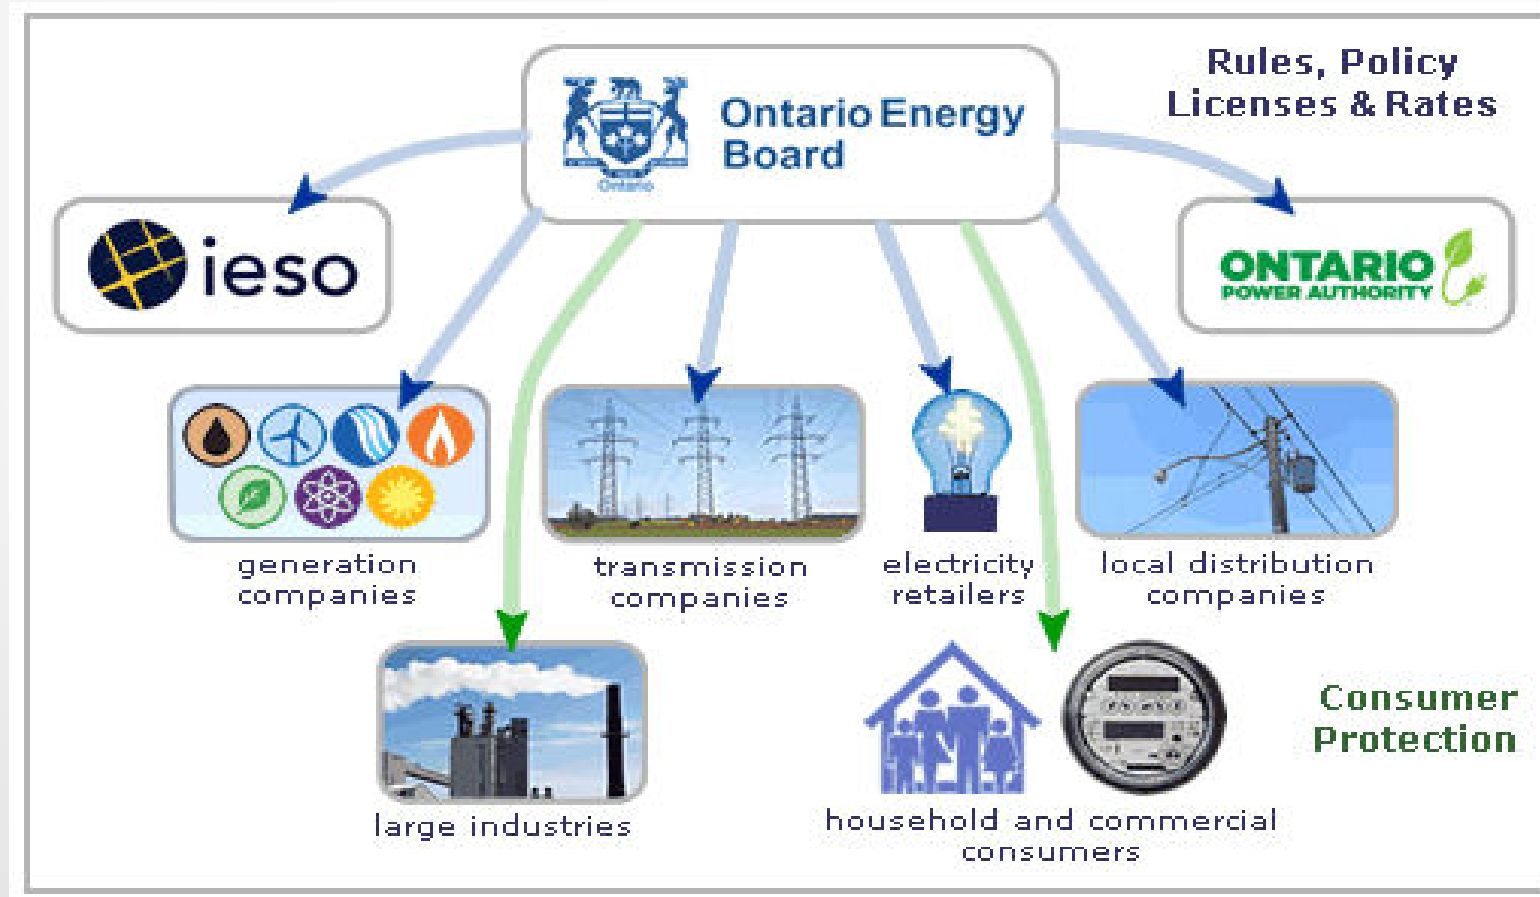 Rules, Policy
Licenses & Rates
Ontario Energy
Board
Ontario
ieso
ONTARIO
POWER AUTHORITY
generation
companies
transmission
companies
electricity
retailers
local distribution
companies
large industries
household and commercial
consumers
Consumer
Protection